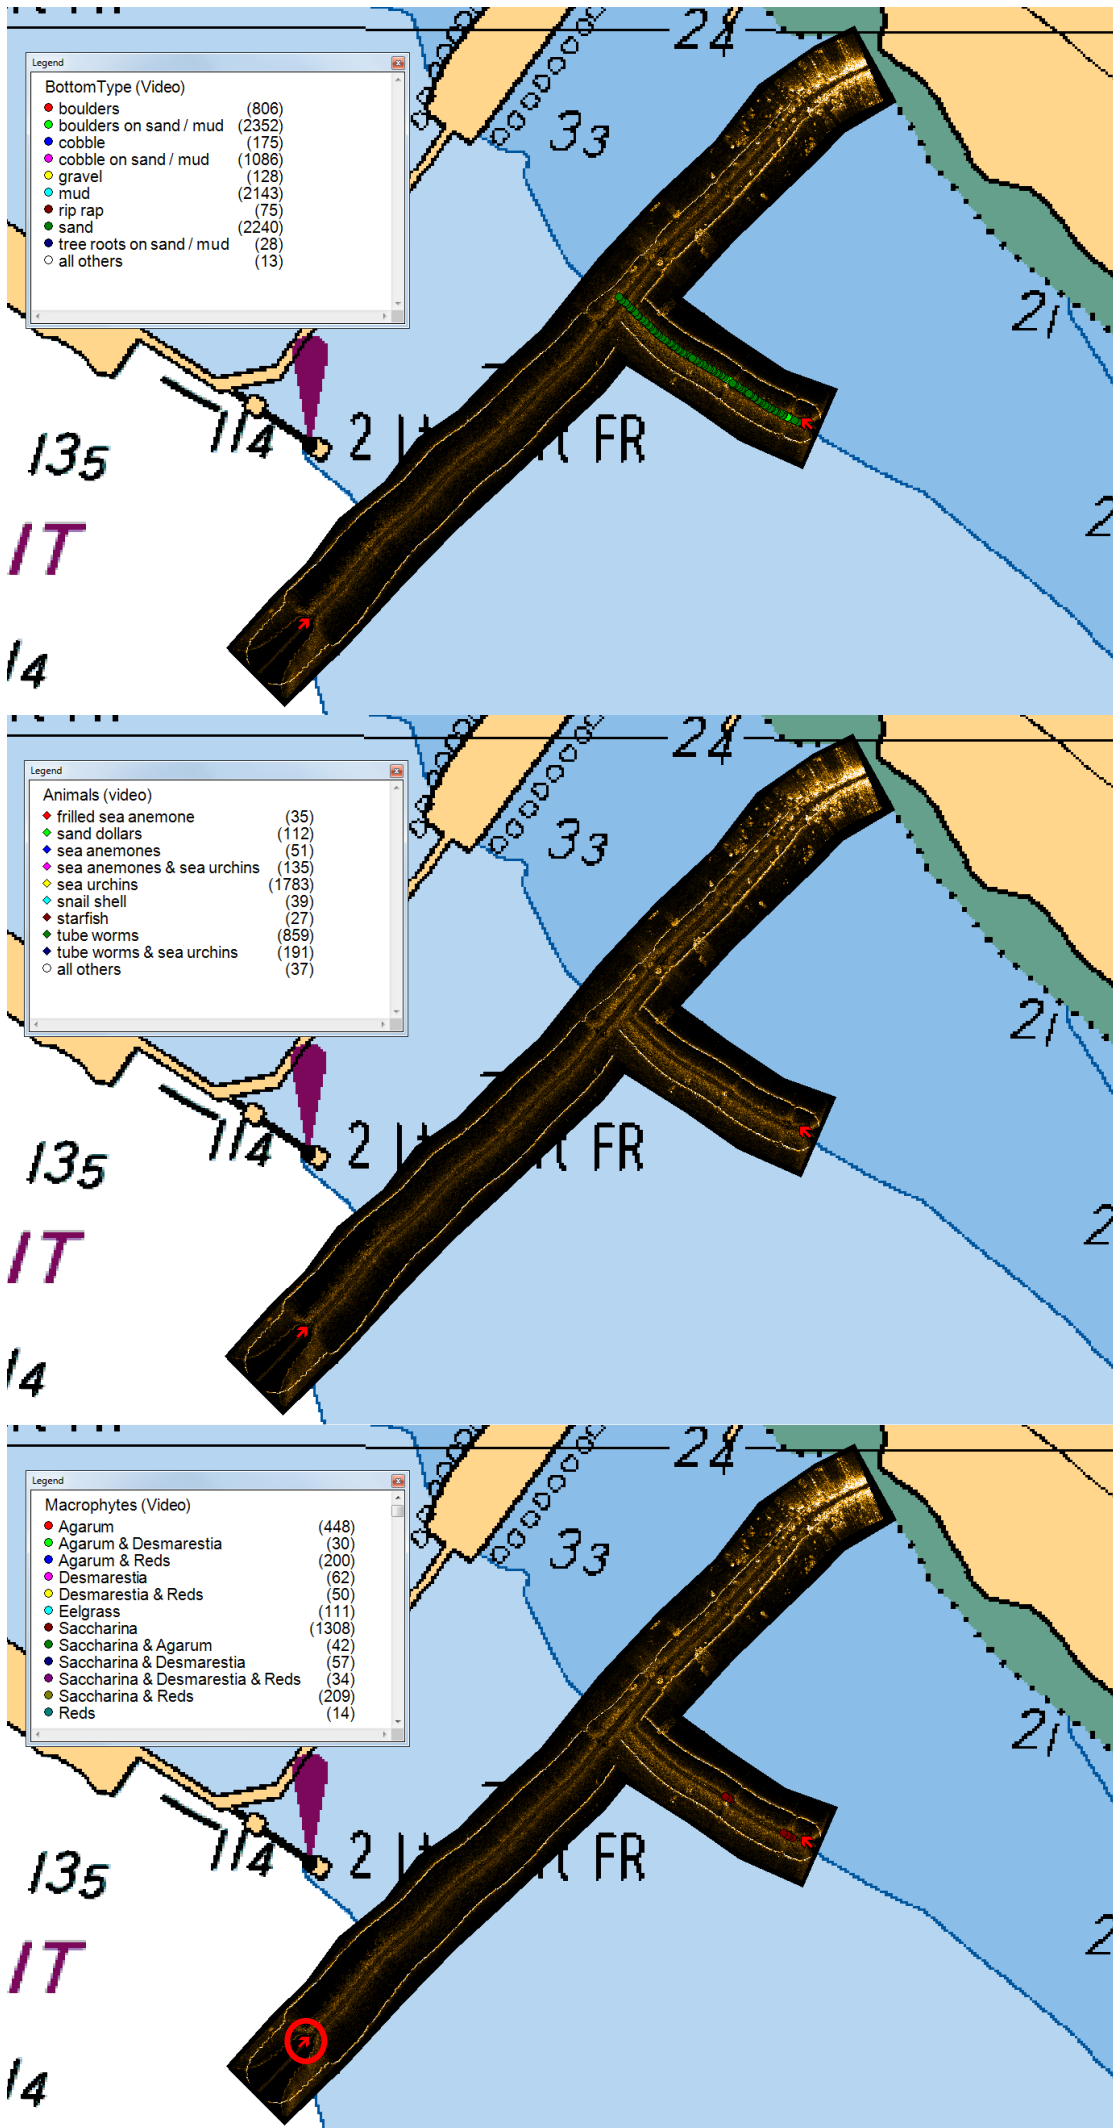 Legend
BottomType (Video)
boulders (806)
boulders on sand / mud (2352)
cobble (175)
cobble on sand / mud (1086)
gravel (128)
mud (2143)
rip rap (75)
sand (2240)
tree roots on sand / mud (28)
all others (13)
24
33
21
114
135
2 FR
IT
2
14
Legend
Animals (video)
frilled sea anemone (35)
sand dollars (112)
sea anemones (51)
sea anemones & sea urchins (135)
sea urchins (1783)
snail shell (39)
starfish (27)
tube worms (859)
tube worms & sea urchins (191)
all others (37)
24
33
21
114
135
2 FR
IT
2
14
Legend
Macrophytes (Video)
Agarum (448)
Agarum & Desmarestia (30)
Agarum & Reds (200)
Desmarestia (62)
Desmarestia & Reds (50)
Eelgrass (111)
Saccharina (1308)
Saccharina & Agarum (42)
Saccharina & Desmarestia (57)
Saccharina & Desmarestia & Reds (34)
Saccharina & Reds (209)
Reds (14)
24
33
21
114
135
2 FR
IT
2
14